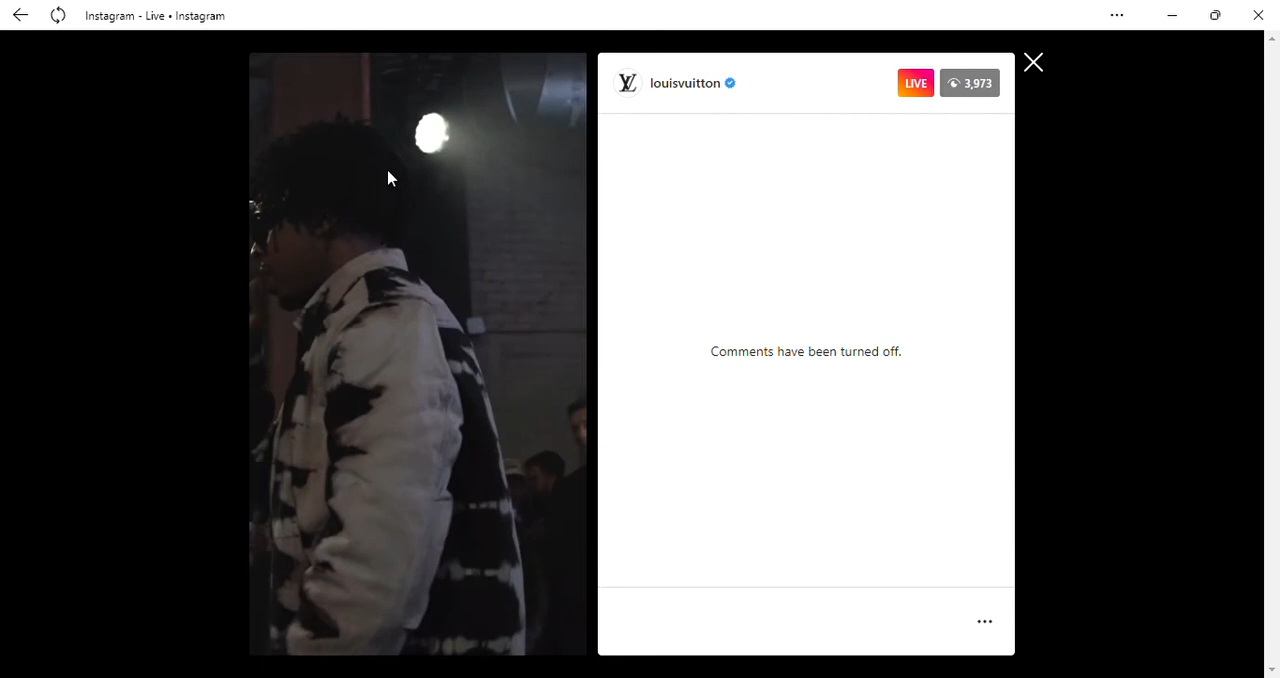 Instagram - Live • Instagram
louisvuitton
LIVE
3,973
Comments have been turned off.